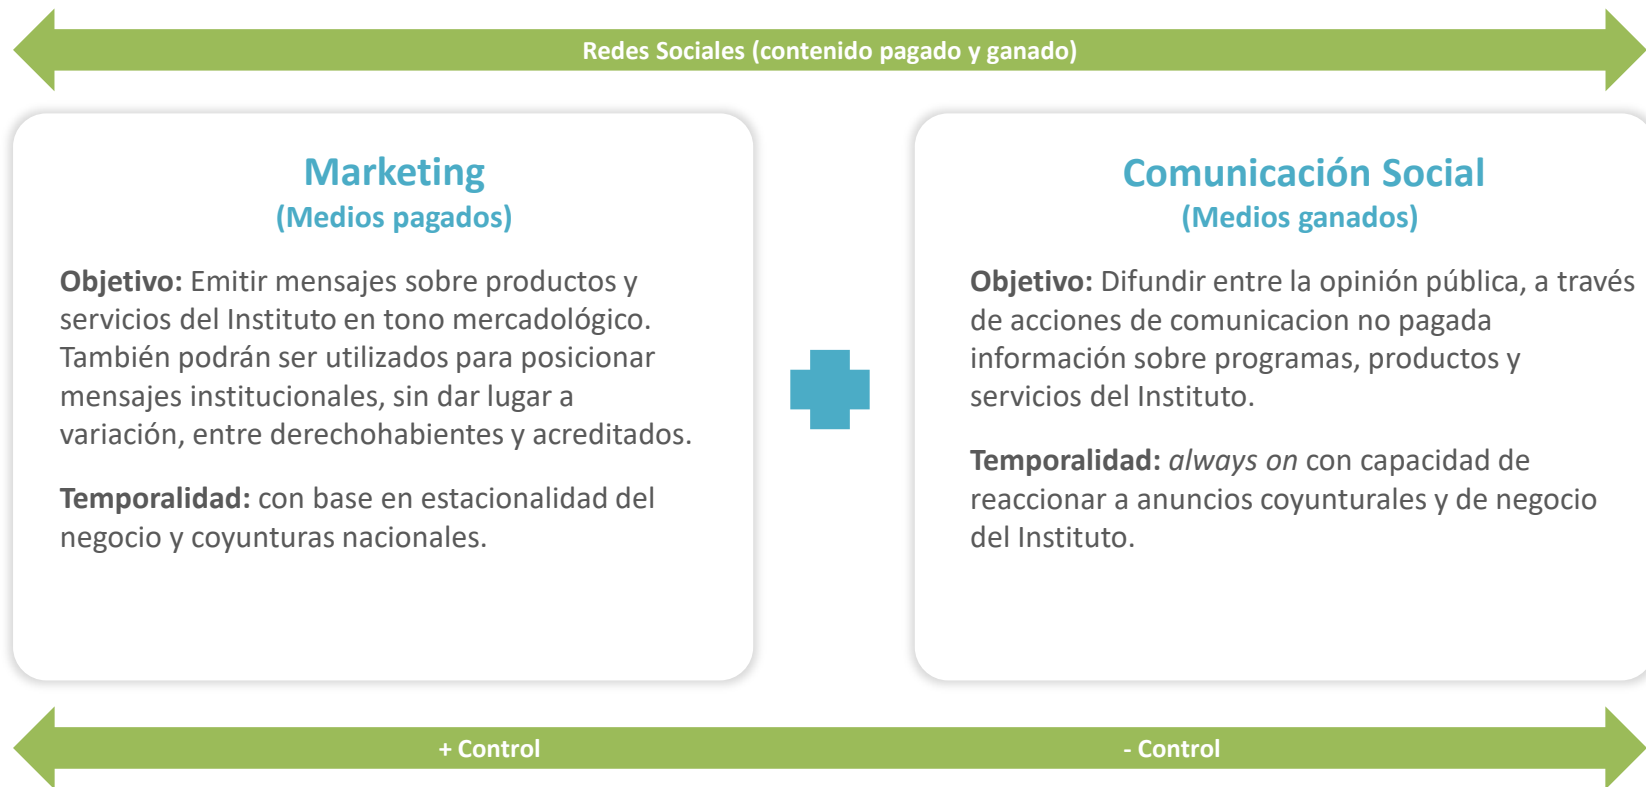 Redes Sociales (contenido pagado y ganado)
Marketing
(Medios pagados)
Objetivo: Emitir mensajes sobre productos y
servicios del Instituto en tono mercadológico.
También podrán ser utilizados para posicionar
mensajes institucionales, sin dar lugar a
variación, entre derechohabientes y acreditados.
Temporalidad: con base en estacionalidad del
negocio y coyunturas nacionales.
Comunicación Social
(Medios ganados)
Objetivo: Difundir entre la opinión pública, a través
de acciones de comunicacion no pagada
información sobre programas, productos y
servicios del Instituto.
Temporalidad: always on con capacidad de
reaccionar a anuncios coyunturales y de negocio
del Instituto.
+ Control
- Control